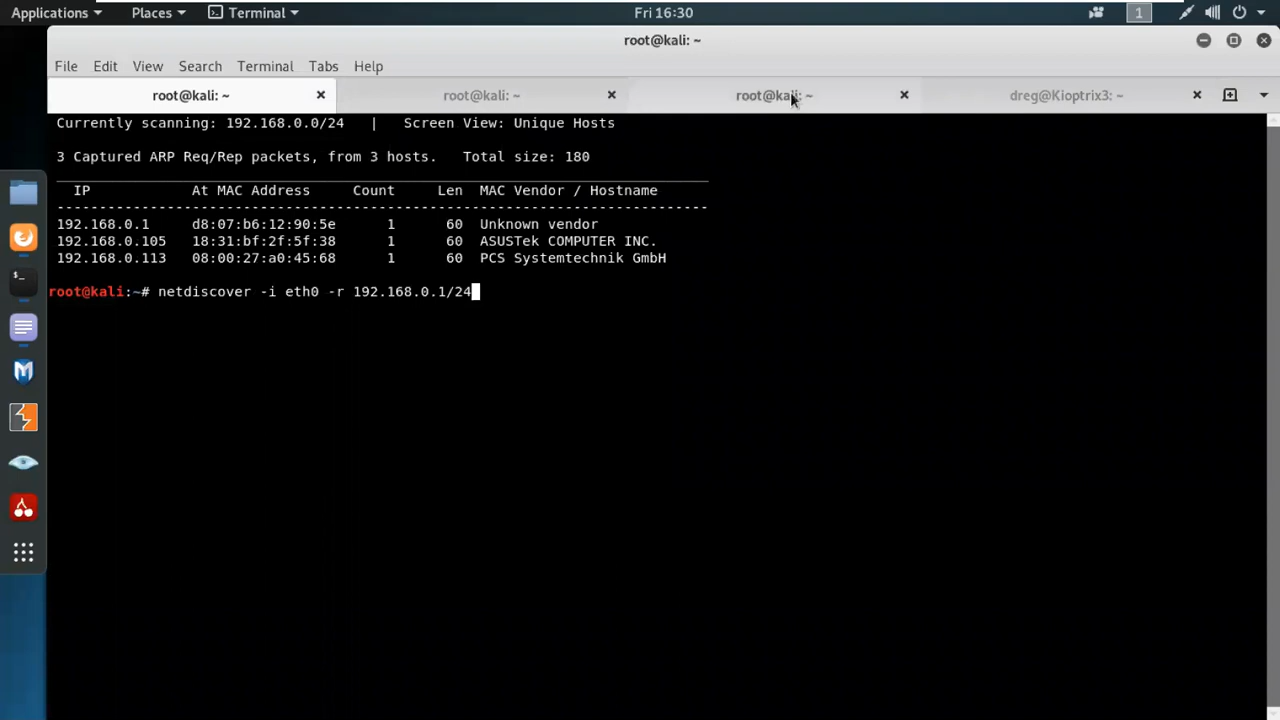 Applications Places Terminal Fri 16:30 1
root@kali: ~
File Edit View Search Terminal Tabs Help
root@kali: ~ root@kali: ~ root@kali: ~ dreg@Kioptrix3: ~
Currently scanning: 192.168.0.0/24 | Screen View: Unique Hosts
3 Captured ARP Req/Rep packets, from 3 hosts. Total size: 180
_____________________________________________________________________________
IP At MAC Address Count Len MAC Vendor / Hostname
-----------------------------------------------------------------------------
192.168.0.1 d8:07:b6:12:90:5e 1 60 Unknown vendor
192.168.0.105 18:31:bf:2f:5f:38 1 60 ASUSTek COMPUTER INC.
192.168.0.113 08:00:27:a0:45:68 1 60 PCS Systemtechnik GmbH
root@kali:~# netdiscover -i eth0 -r 192.168.0.1/24